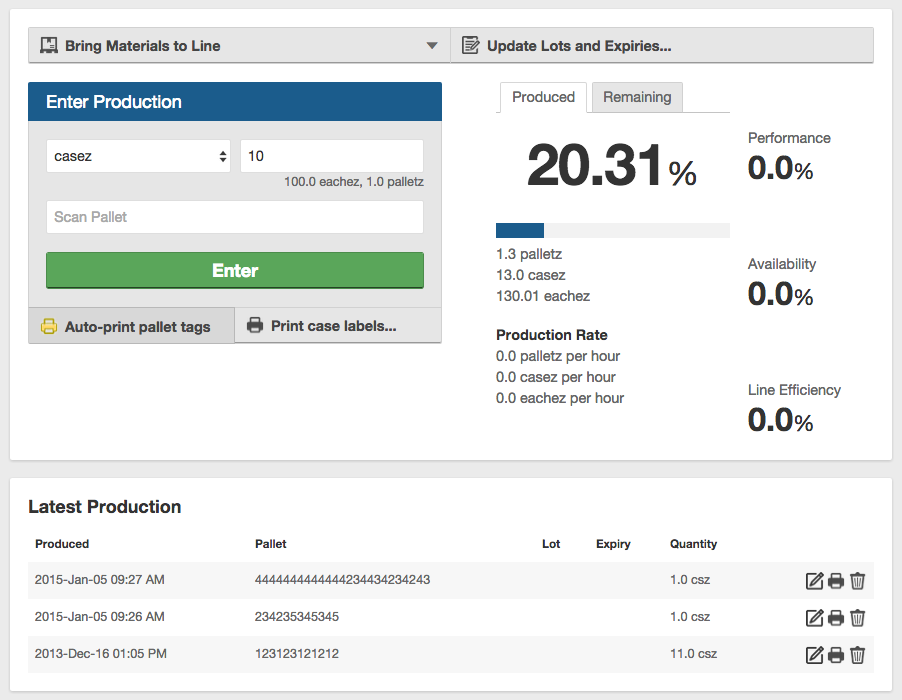 Bring Materials to Line
Update Lots and Expiries...
Enter Production
casez
10
100.0 eachez, 1.0 palletz
Scan Pallet
Enter
Auto-print pallet tags
Print case labels...
Produced
Remaining
20.31%
1.3 palletz
13.0 casez
130.01 eachez
Production Rate
0.0 palletz per hour
0.0 casez per hour
0.0 eachez per hour
Performance
0.0%
Availability
0.0%
Line Efficiency
0.0%
Latest Production
Produced Pallet Lot Expiry Quantity
2015-Jan-05 09:27 AM 4444444444444234434234243 1.0 csz
2015-Jan-05 09:26 AM 234235345345 1.0 csz
2013-Dec-16 01:05 PM 123123121212 11.0 csz